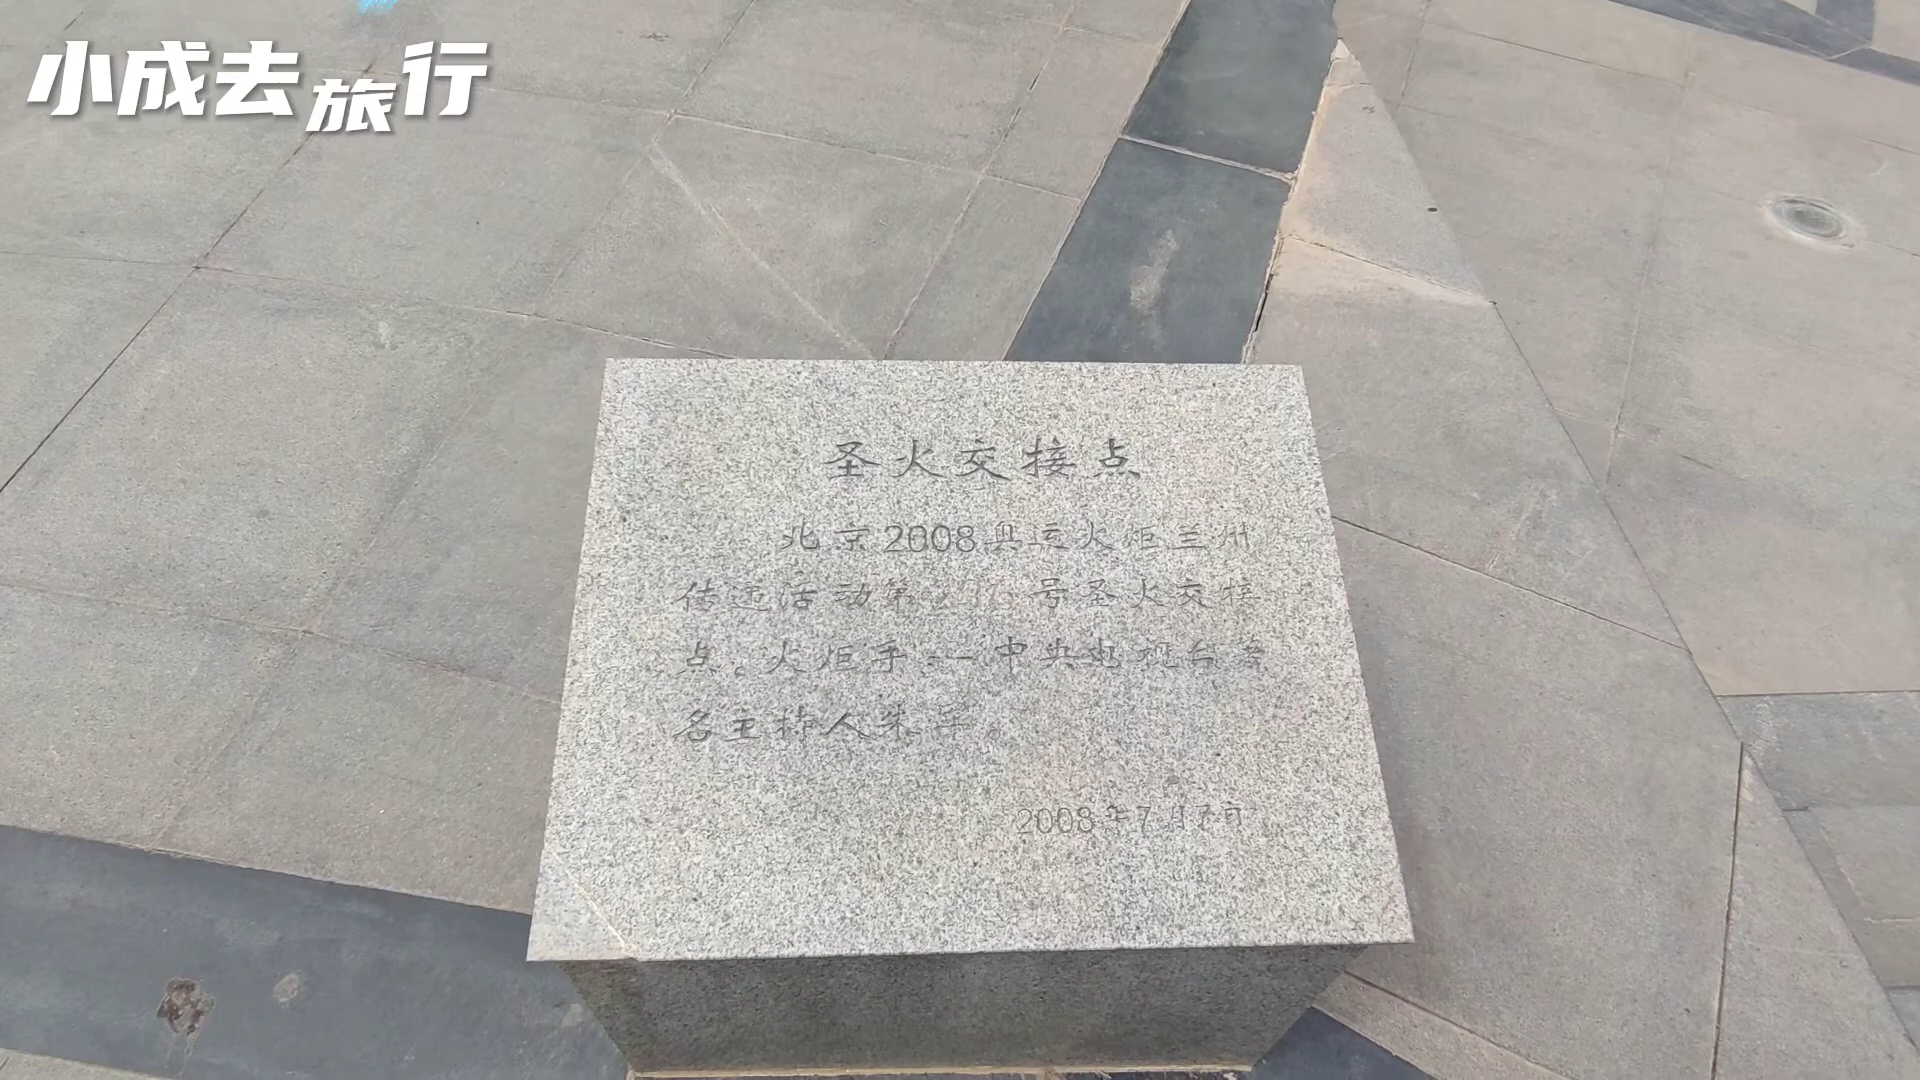 小成去旅行
圣火交接点
北京2008奥运火炬兰州
传递活动第 号圣火交接
点。火炬手--中央电视台著
名主持人朱军。
2008年7月7日